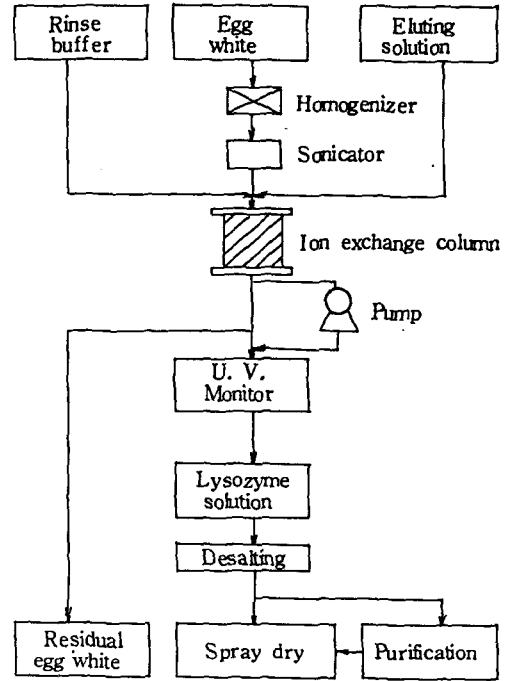 Rinse
buffer
Egg
white
Eluting
solution
Homogenizer
Sonicator
Ion exchange column
Pump
U. V.
Monitor
Lysozyme
solution
Desalting
Residual
egg white
Spray dry
Purification